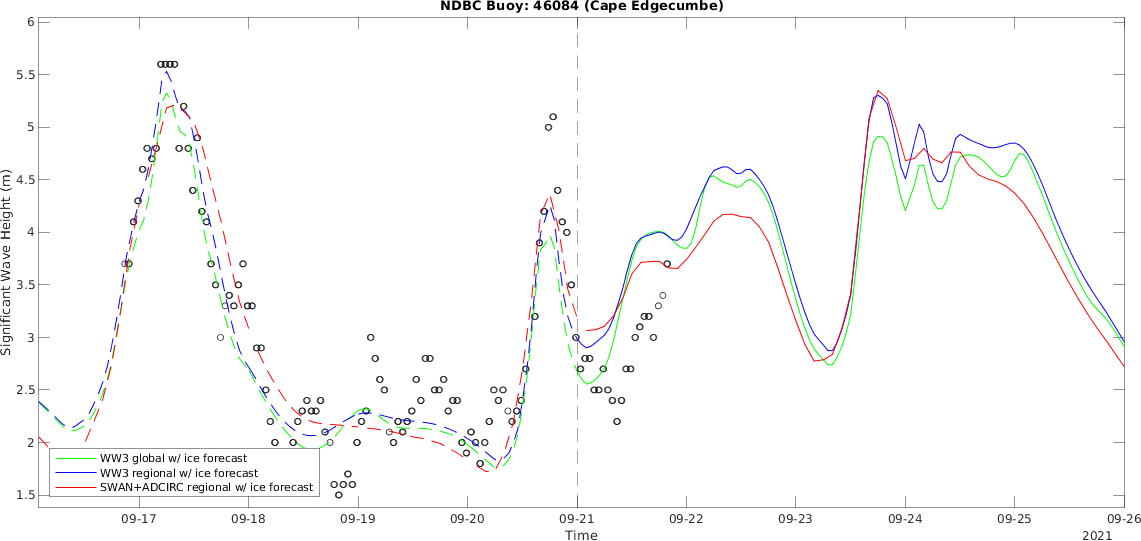 NDBC Buoy: 46084 (Cape Edgecumbe)
6
5.5
5
4.5
4
3.5
3
2.5
2
1.5
Significant Wave Height (m)
WW3 global w/ ice forecast
WW3 regional w/ ice forecast
SWAN+ADCIRC regional w/ ice forecast
09-17 09-18 09-19 09-20 09-21 09-22 09-23 09-24 09-25 09-26
Time
2021